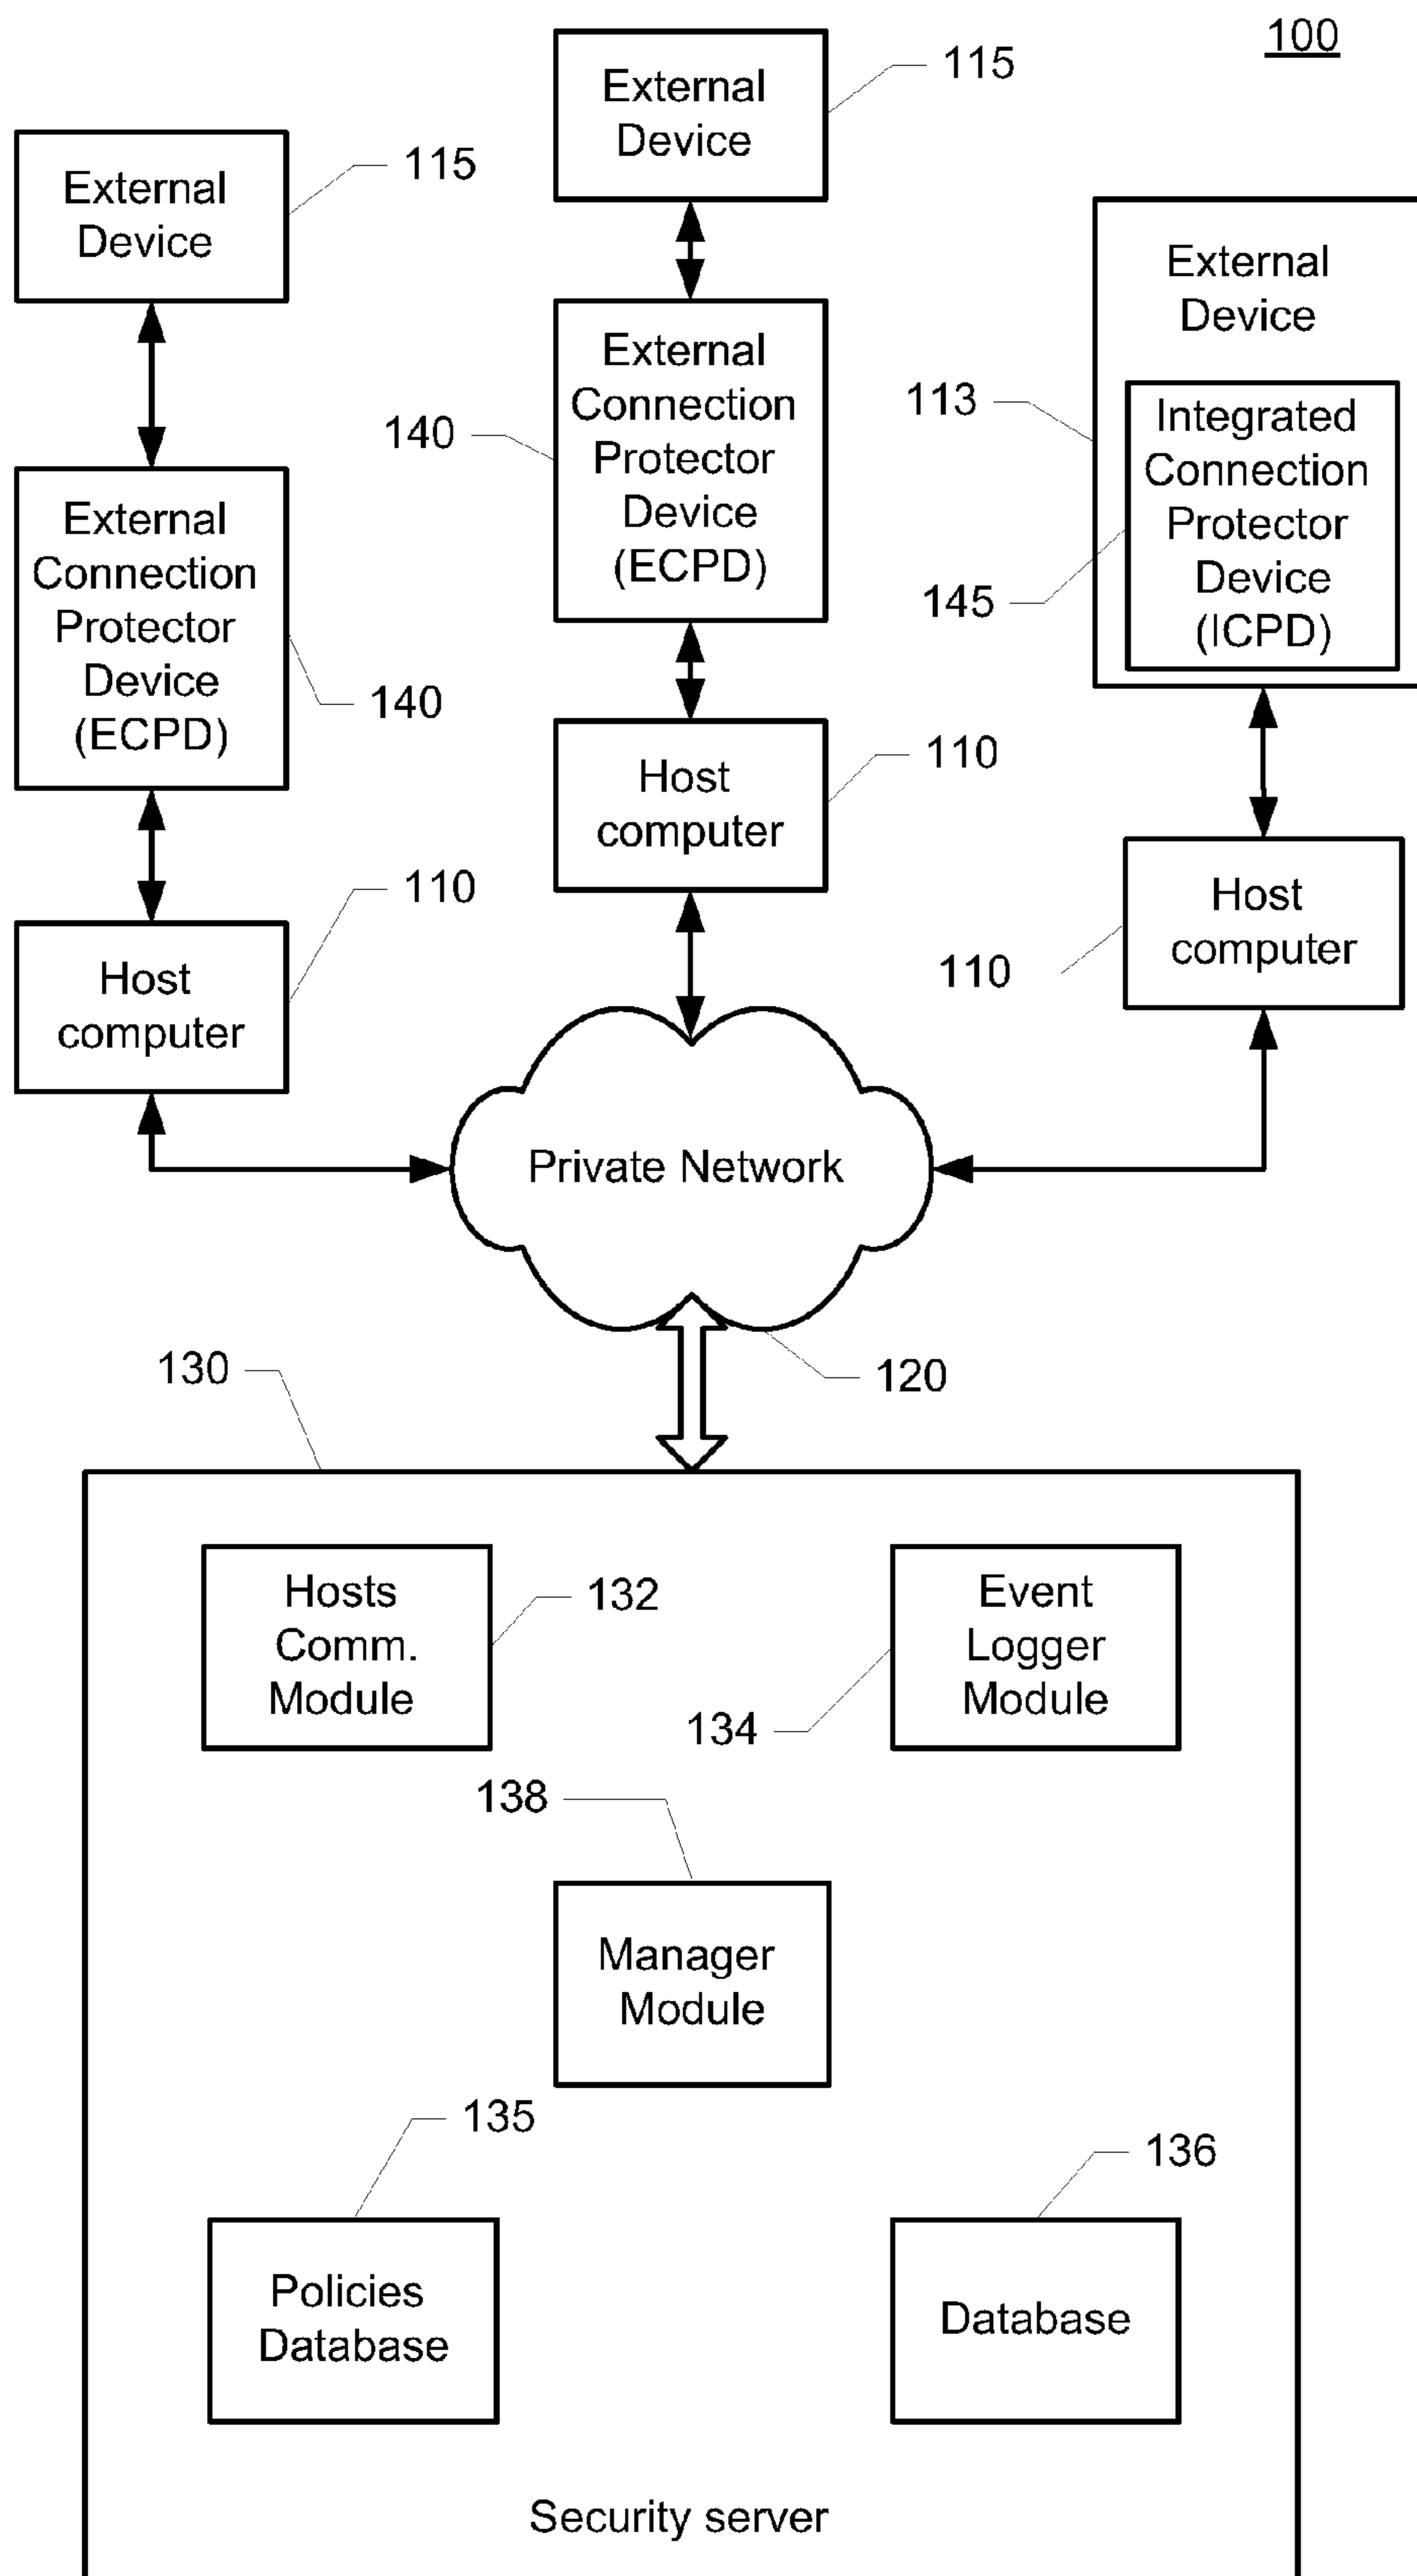 100
External
Device
115
External
Device
115
External
Device
113
Integrated
Connection
Protector
Device
(ICPD)
145
External
Connection
Protector
Device
(ECPD)
140
External
Connection
Protector
Device
(ECPD)
140
Host
computer
110
Host
computer
110
Host
computer
110
Private Network
120
130
Hosts
Comm.
Module
132
Event
Logger
Module
134
138
Manager
Module
135
Policies
Database
136
Database
Security server